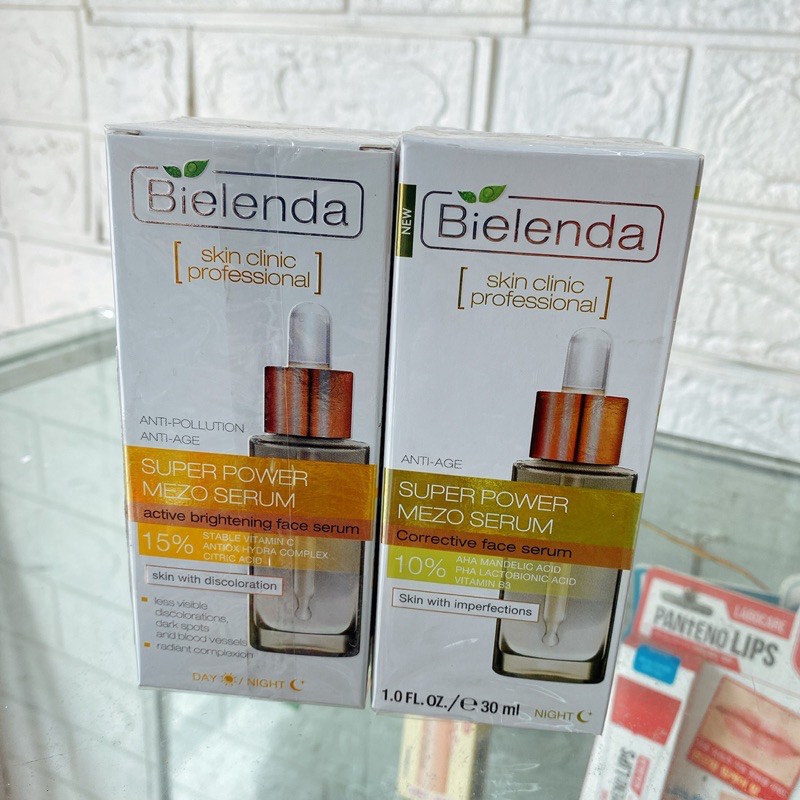 Bielenda
[ skin clinic
professional ]
ANTI-POLLUTION
ANTI-AGE
SUPER POWER
MEZO SERUM
active brightening face serum
15%
STABLE VITAMIN C
ANTIOX-HYDRA COMPLEX
CITRIC ACID
skin with discoloration
less visible
discolorations,
dark spots
and blood vessels
radiant complexion
DAY / NIGHT
NEW
Bielenda
[ skin clinic
professional ]
ANTI-AGE
SUPER POWER
MEZO SERUM
Corrective face serum
10%
AHA MANDELIC ACID
PHA LACTOBIONIC ACID
VITAMIN B3
Skin with imperfections
1.0 FL. OZ./ ℮ 30 ml
NIGHT
LABOCARE
PANTENO LIPS